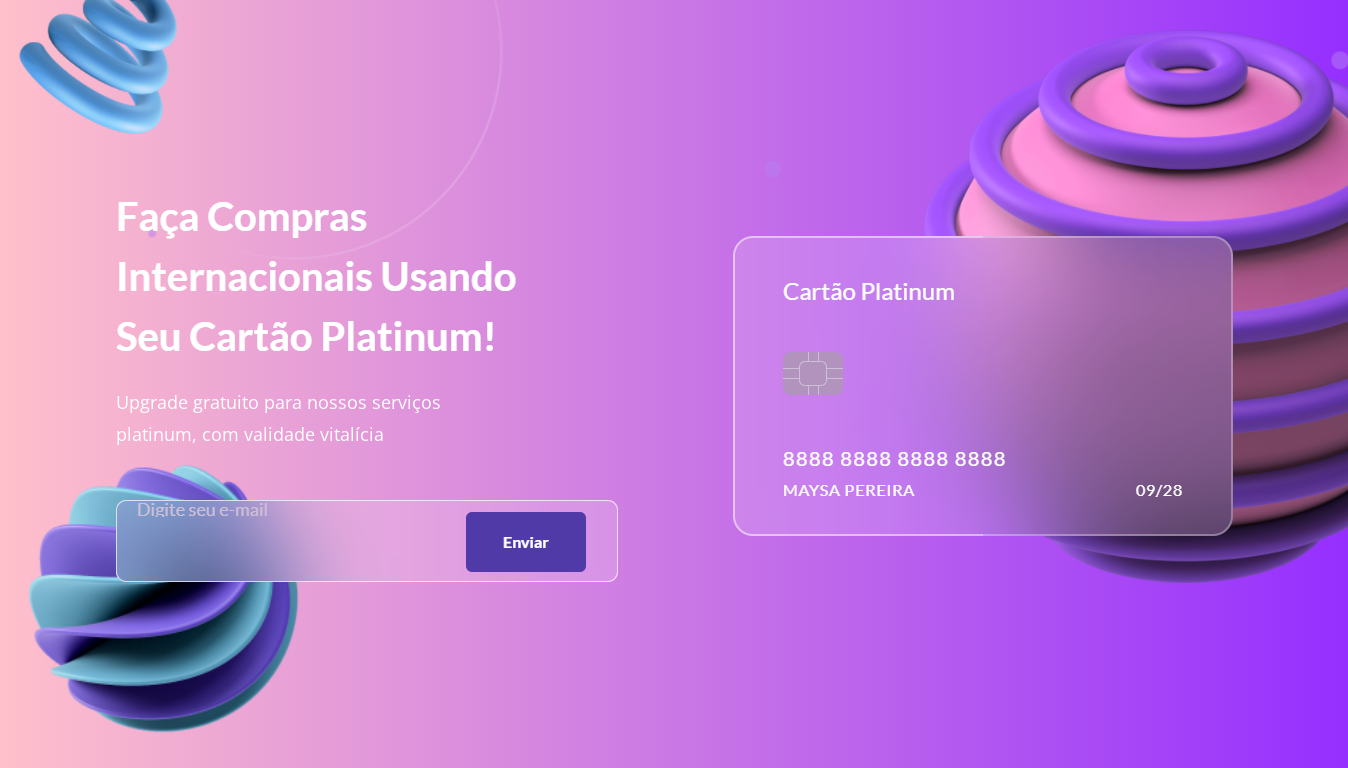 Faça Compras
Internacionais Usando
Seu Cartão Platinum!
Upgrade gratuito para nossos serviços
platinum, com validade vitalícia
Digite seu e-mail
Enviar
Cartão Platinum
8888 8888 8888 8888
MAYSA PEREIRA 09/28